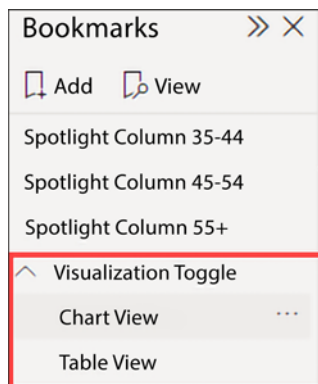 Bookmarks
Add View
Spotlight Column 35-44
Spotlight Column 45-54
Spotlight Column 55+
Visualization Toggle
Chart View
Table View